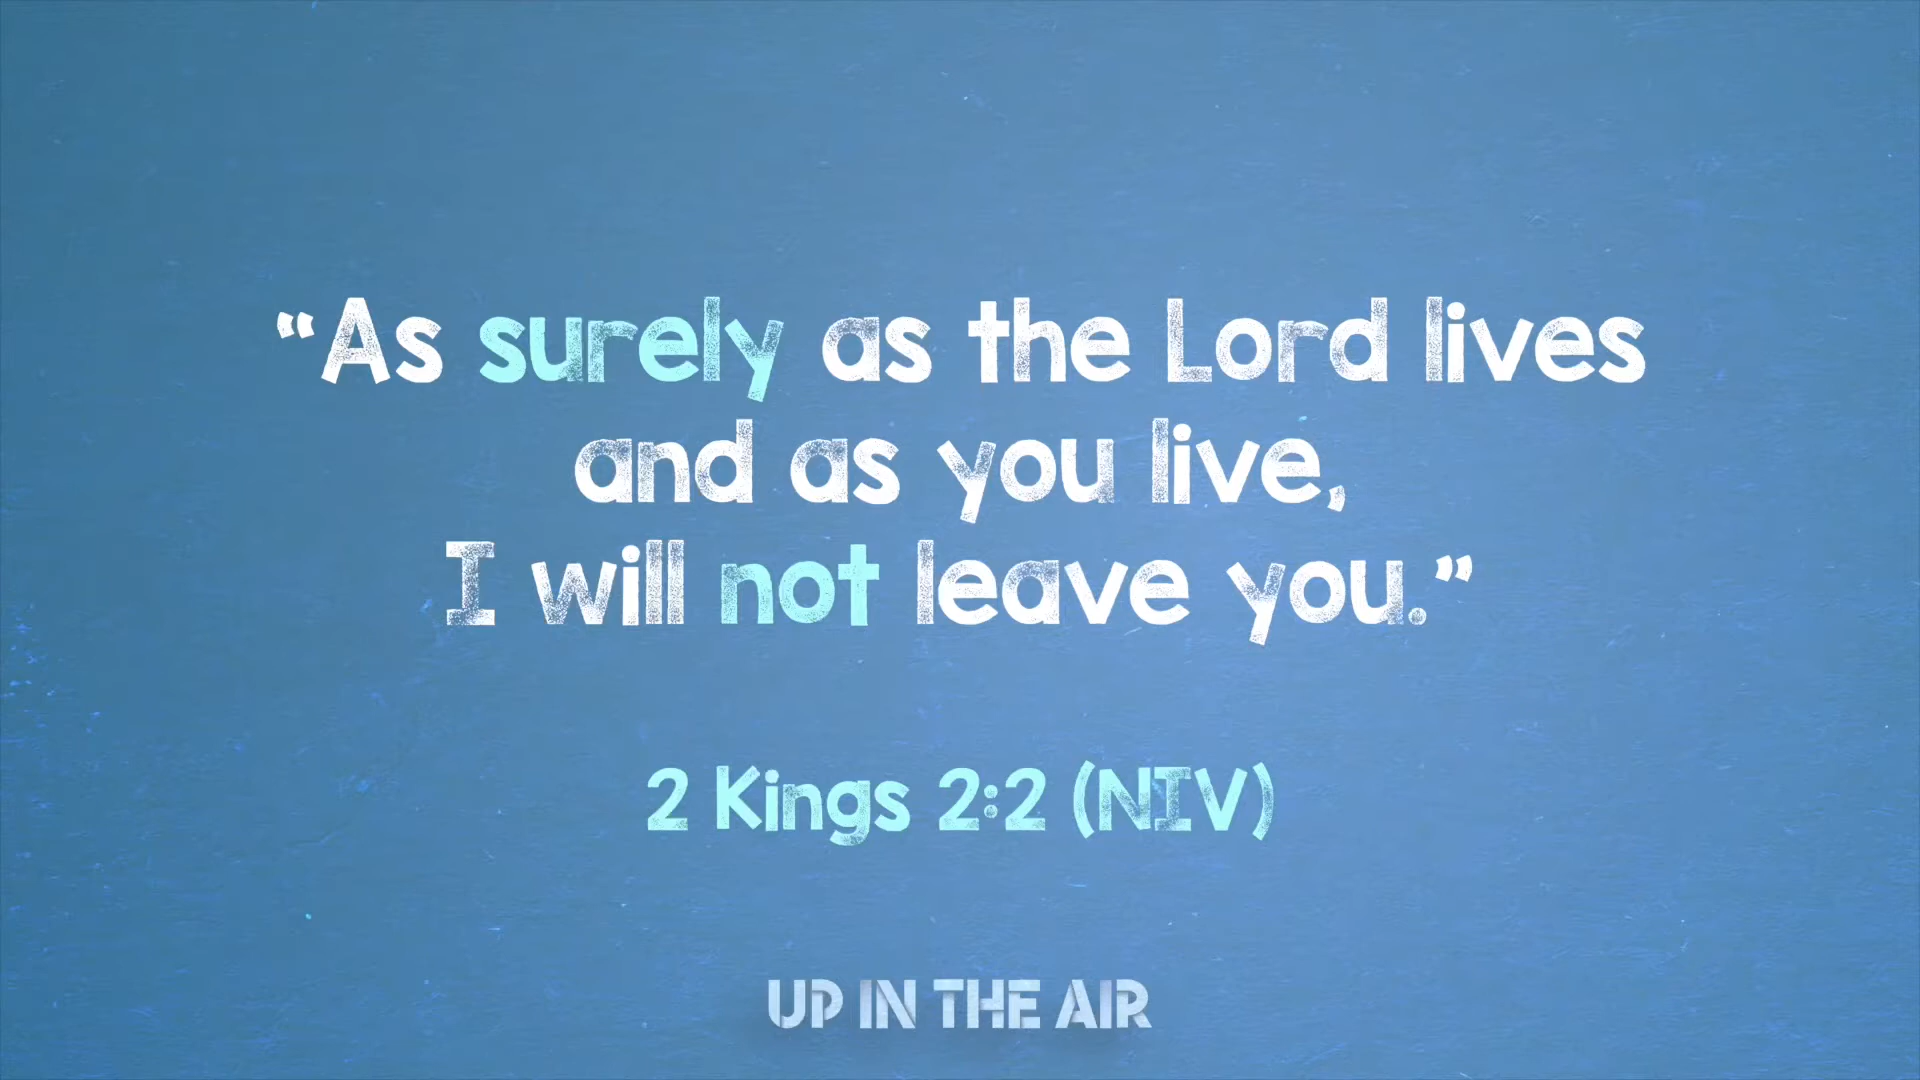 “As surely as the Lord lives
and as you live,
I will not leave you.”
2 Kings 2:2 (NIV)
UP IN THE AIR